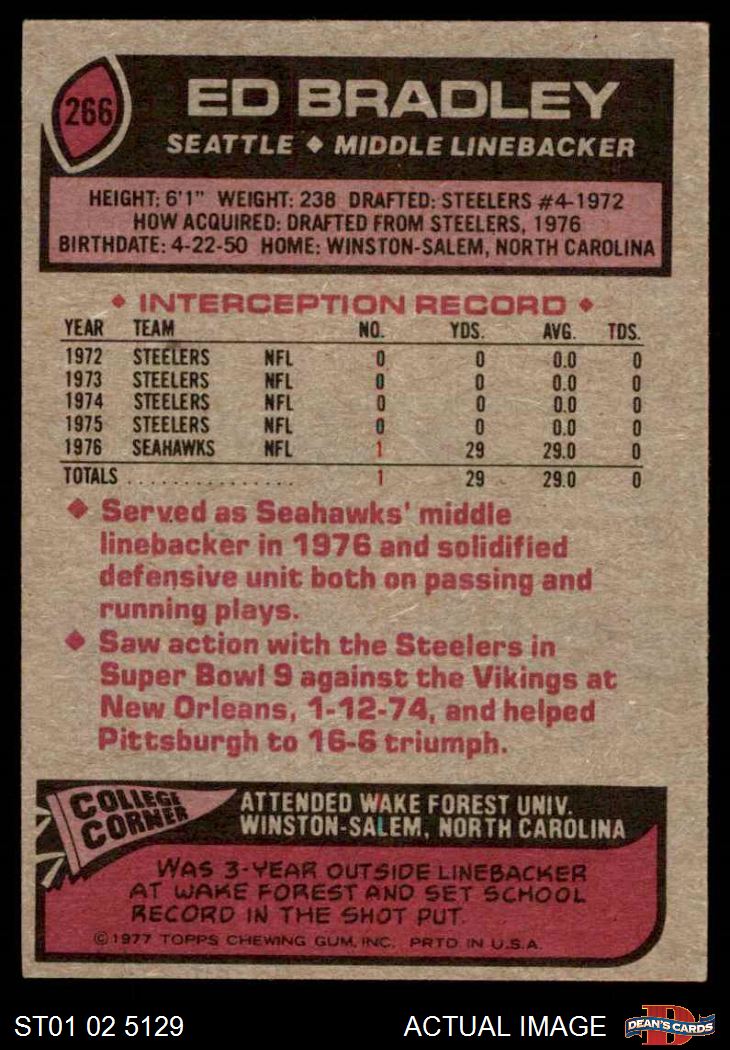 266
ED BRADLEY
SEATTLE ◆ MIDDLE LINEBACKER
HEIGHT: 6'1" WEIGHT: 238 DRAFTED: STEELERS #4-1972
HOW ACQUIRED: DRAFTED FROM STEELERS, 1976
BIRTHDATE: 4-22-50 HOME: WINSTON-SALEM, NORTH CAROLINA
◆ INTERCEPTION RECORD ◆
YEAR TEAM NO. YDS. AVG. TDS.
1972 STEELERS NFL 0 0 0.0 0
1973 STEELERS NFL 0 0 0.0 0
1974 STEELERS NFL 0 0 0.0 0
1975 STEELERS NFL 0 0 0.0 0
1976 SEAHAWKS NFL 1 29 29.0 0
TOTALS . . . . . . . . . . . . . 1 29 29.0 0
◆ Served as Seahawks' middle
linebacker in 1976 and solidified
defensive unit both on passing and
running plays.
◆ Saw action with the Steelers in
Super Bowl 9 against the Vikings at
New Orleans, 1-12-74, and helped
Pittsburgh to 16-6 triumph.
COLLEGE
CORNER
ATTENDED WAKE FOREST UNIV.
WINSTON-SALEM, NORTH CAROLINA
WAS 3-YEAR OUTSIDE LINEBACKER
AT WAKE FOREST AND SET SCHOOL
RECORD IN THE SHOT PUT.
©1977 TOPPS CHEWING GUM, INC. PRTD. IN U.S.A.
ST01 02 5129
ACTUAL IMAGE
D
DEAN'S CARDS